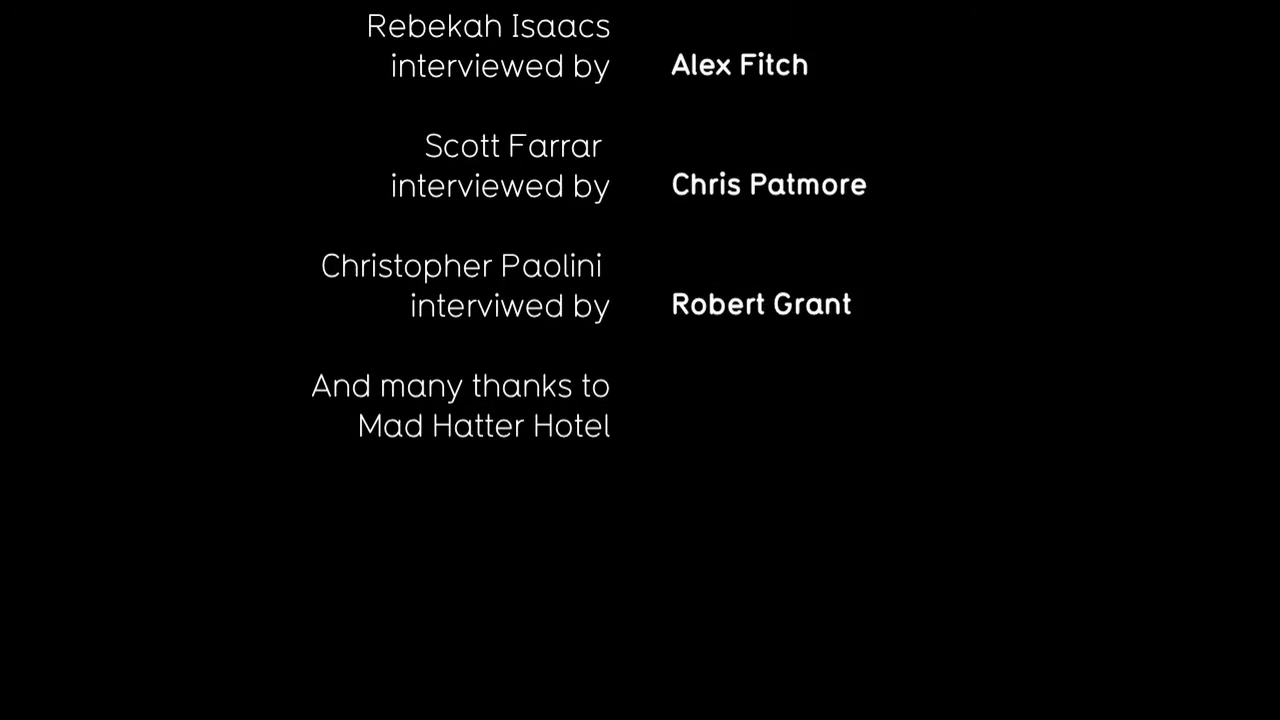 Rebekah Isaacs
interviewed by Alex Fitch
Scott Farrar
interviewed by Chris Patmore
Christopher Paolini
interviwed by Robert Grant
And many thanks to
Mad Hatter Hotel